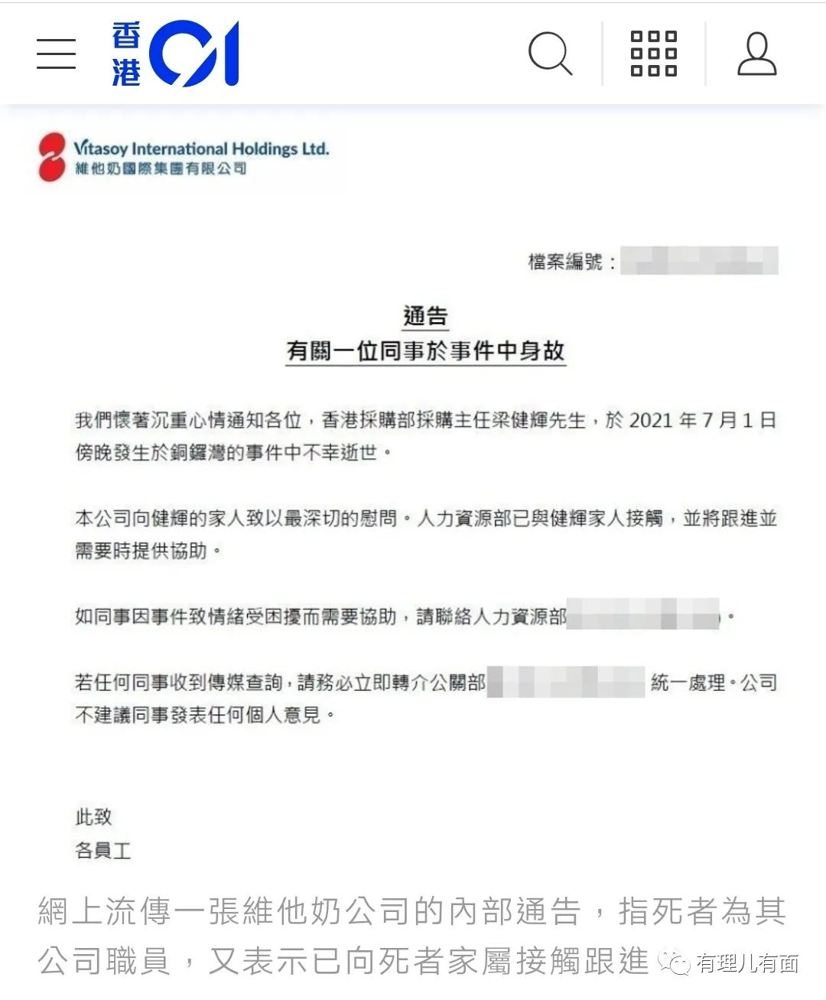 香港01
Vitasoy International Holdings Ltd.
維他奶國際集團有限公司
檔案編號：
通告
有關一位同事於事件中身故
我們懷著沉重心情通知各位，香港採購部採購主任梁健輝先生，於 2021 年 7 月 1 日
傍晚發生於銅鑼灣的事件中不幸逝世。
本公司向健輝的家人致以最深切的慰問。人力資源部已與健輝家人接觸，並將跟進並
需要時提供協助。
如同事因事件致情緒受困擾而需要協助，請聯絡人力資源部)。
若任何同事收到傳媒查詢，請務必立即轉介公關部 統一處理。公司
不建議同事發表任何個人意見。
此致
各員工
網上流傳一張維他奶公司的內部通告，指死者為其
公司職員，又表示已向死者家屬接觸跟進
有理儿有面